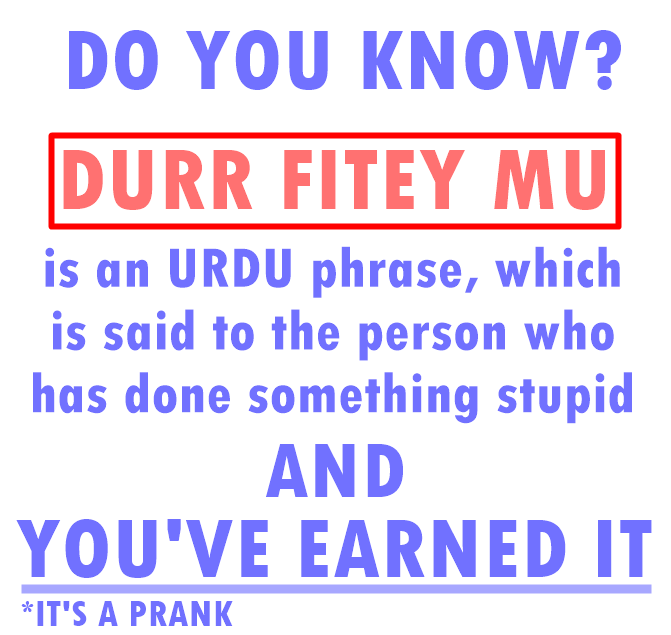 DO YOU KNOW?
DURR FITEY MU
is an URDU phrase, which
is said to the person who
has done something stupid
AND
YOU'VE EARNED IT
*IT'S A PRANK